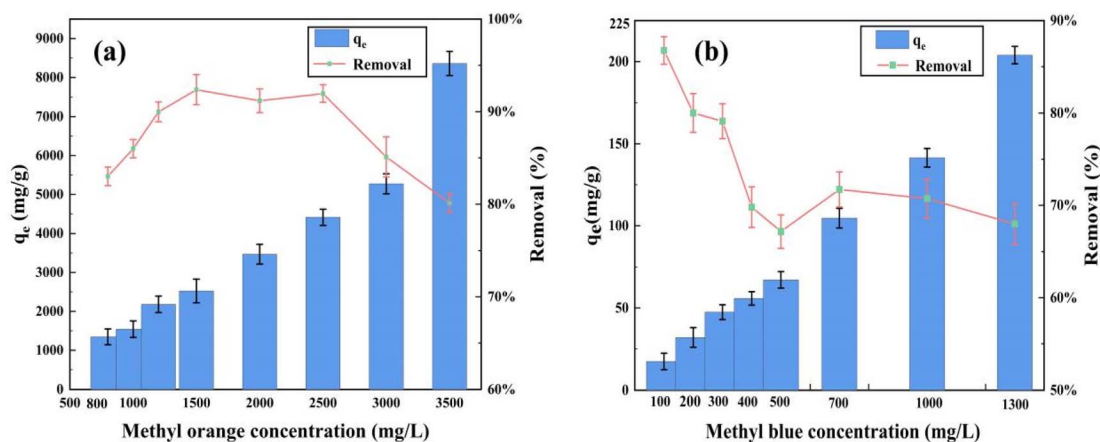 (a)
qe
Removal
qe (mg/g)
9000
8000
7000
6000
5000
4000
3000
2000
1000
0
100%
90%
80%
70%
60%
Removal (%)
500 800 1000 1500 2000 2500 3000 3500
Methyl orange concentration (mg/L)
(b)
qe
Removal
qe(mg/g)
225
200
150
100
50
0
90%
80%
70%
60%
50%
Removal (%)
100 200 300 400 500 700 1000 1300
Methyl blue concentration (mg/L)